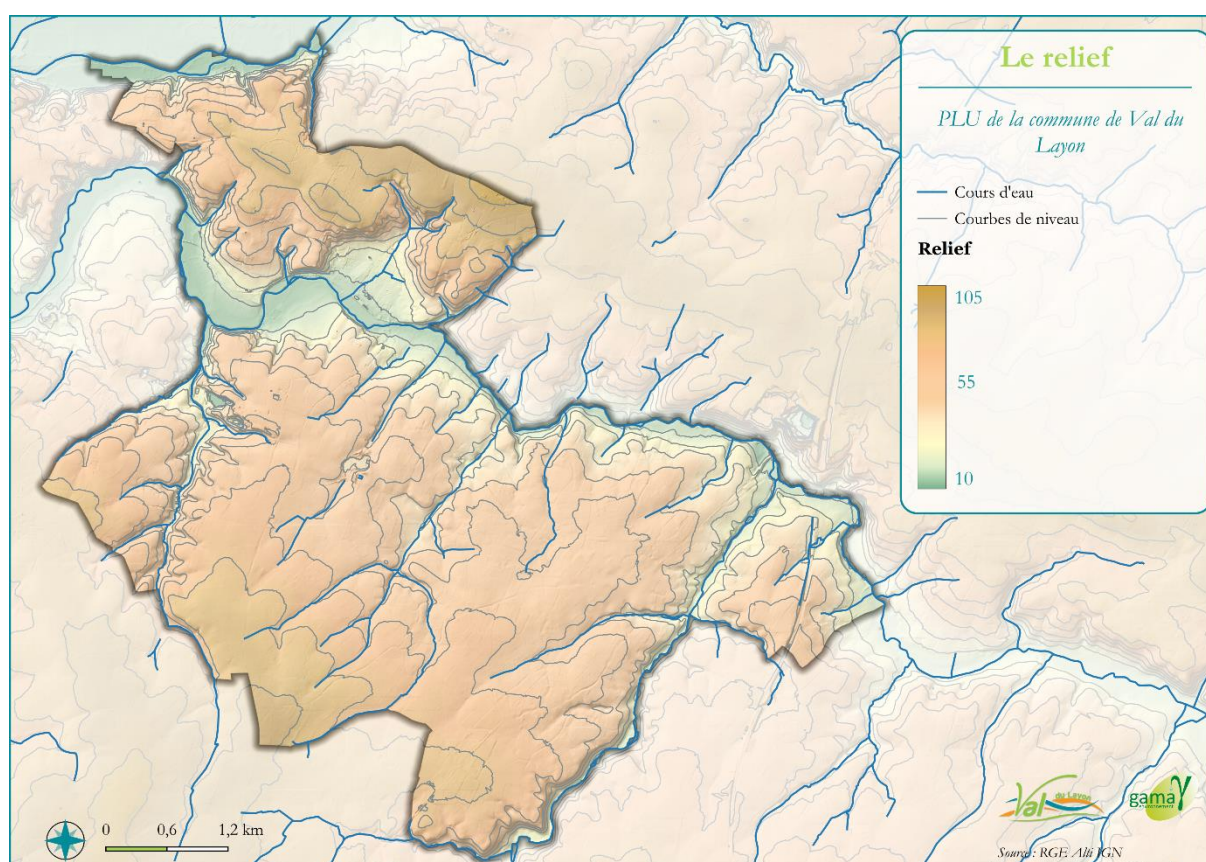 Le relief
PLU de la commune de Val du
Layon
Cours d'eau
Courbes de niveau
Relief
105
55
10
0 0,6 1,2 km
Val du Layon
gama
environnement
Source : RGE Alti IGN